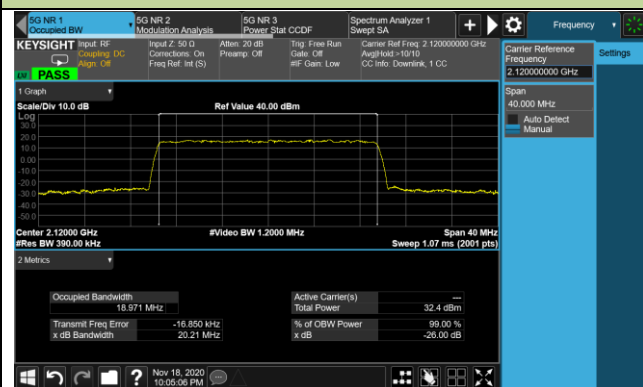 5G NR 1
Occupied BW
5G NR 2
Modulation Analysis
5G NR 3
Power Stat CCDF
Spectrum Analyzer 1
Swept SA
Frequency
KEYSIGHT
Input: RF
Coupling: DC
Align: Off
Input Z: 50 Ω
Corrections: On
Freq Ref: Int (S)
Atten: 20 dB
Preamp: Off
Trig: Free Run
Gate: Off
#IF Gain: Low
Carrier Ref Freq: 2.120000000 GHz
Avg|Hold:>10/10
CC Info: Downlink, 1 CC
PASS
Carrier Reference
Frequency
2.120000000 GHz
Settings
Span
40.000 MHz
Auto Detect
Manual
1 Graph
Scale/Div 10.0 dB
Ref Value 40.00 dBm
Log
30.0
20.0
10.0
0.00
-10.0
-20.0
-30.0
-40.0
-50.0
Center 2.12000 GHz
#Video BW 1.2000 MHz
Span 40 MHz
#Res BW 390.00 kHz
Sweep 1.07 ms (2001 pts)
2 Metrics
Occupied Bandwidth
18.971 MHz
Active Carrier(s)
---
Total Power
32.4 dBm
Transmit Freq Error
-16.850 kHz
% of OBW Power
99.00 %
x dB Bandwidth
20.21 MHz
x dB
-26.00 dB
?
Nov 18, 2020
10:05:06 PM